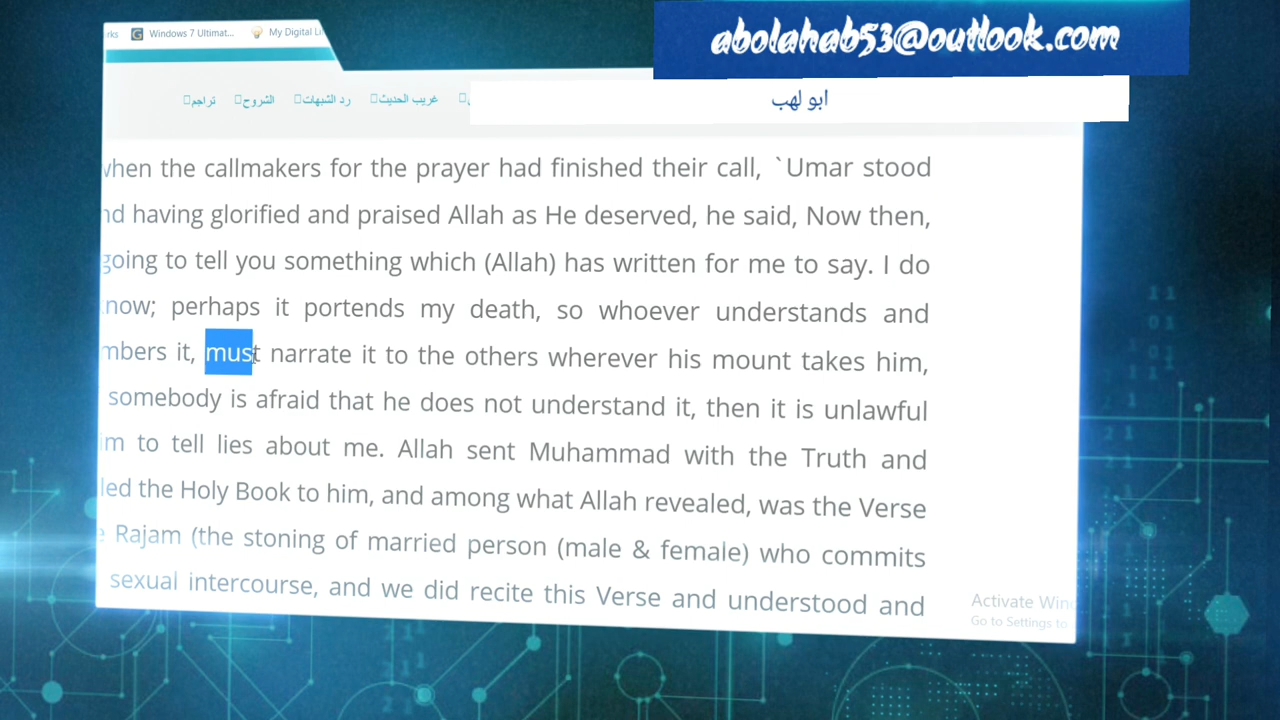 rks Windows 7 Ultimat... My Digital Li
abolahab53@outlook.com
ابو لهب
غريب الحديث رد الشبهات الشروح تراجم
when the callmakers for the prayer had finished their call, `Umar stood
nd having glorified and praised Allah as He deserved, he said, Now then,
going to tell you something which (Allah) has written for me to say. I do
now; perhaps it portends my death, so whoever understands and
mbers it, must narrate it to the others wherever his mount takes him,
somebody is afraid that he does not understand it, then it is unlawful
im to tell lies about me. Allah sent Muhammad with the Truth and
led the Holy Book to him, and among what Allah revealed, was the Verse
e Rajam (the stoning of married person (male & female) who commits
sexual intercourse, and we did recite this Verse and understood and
Activate Wind
Go to Settings to